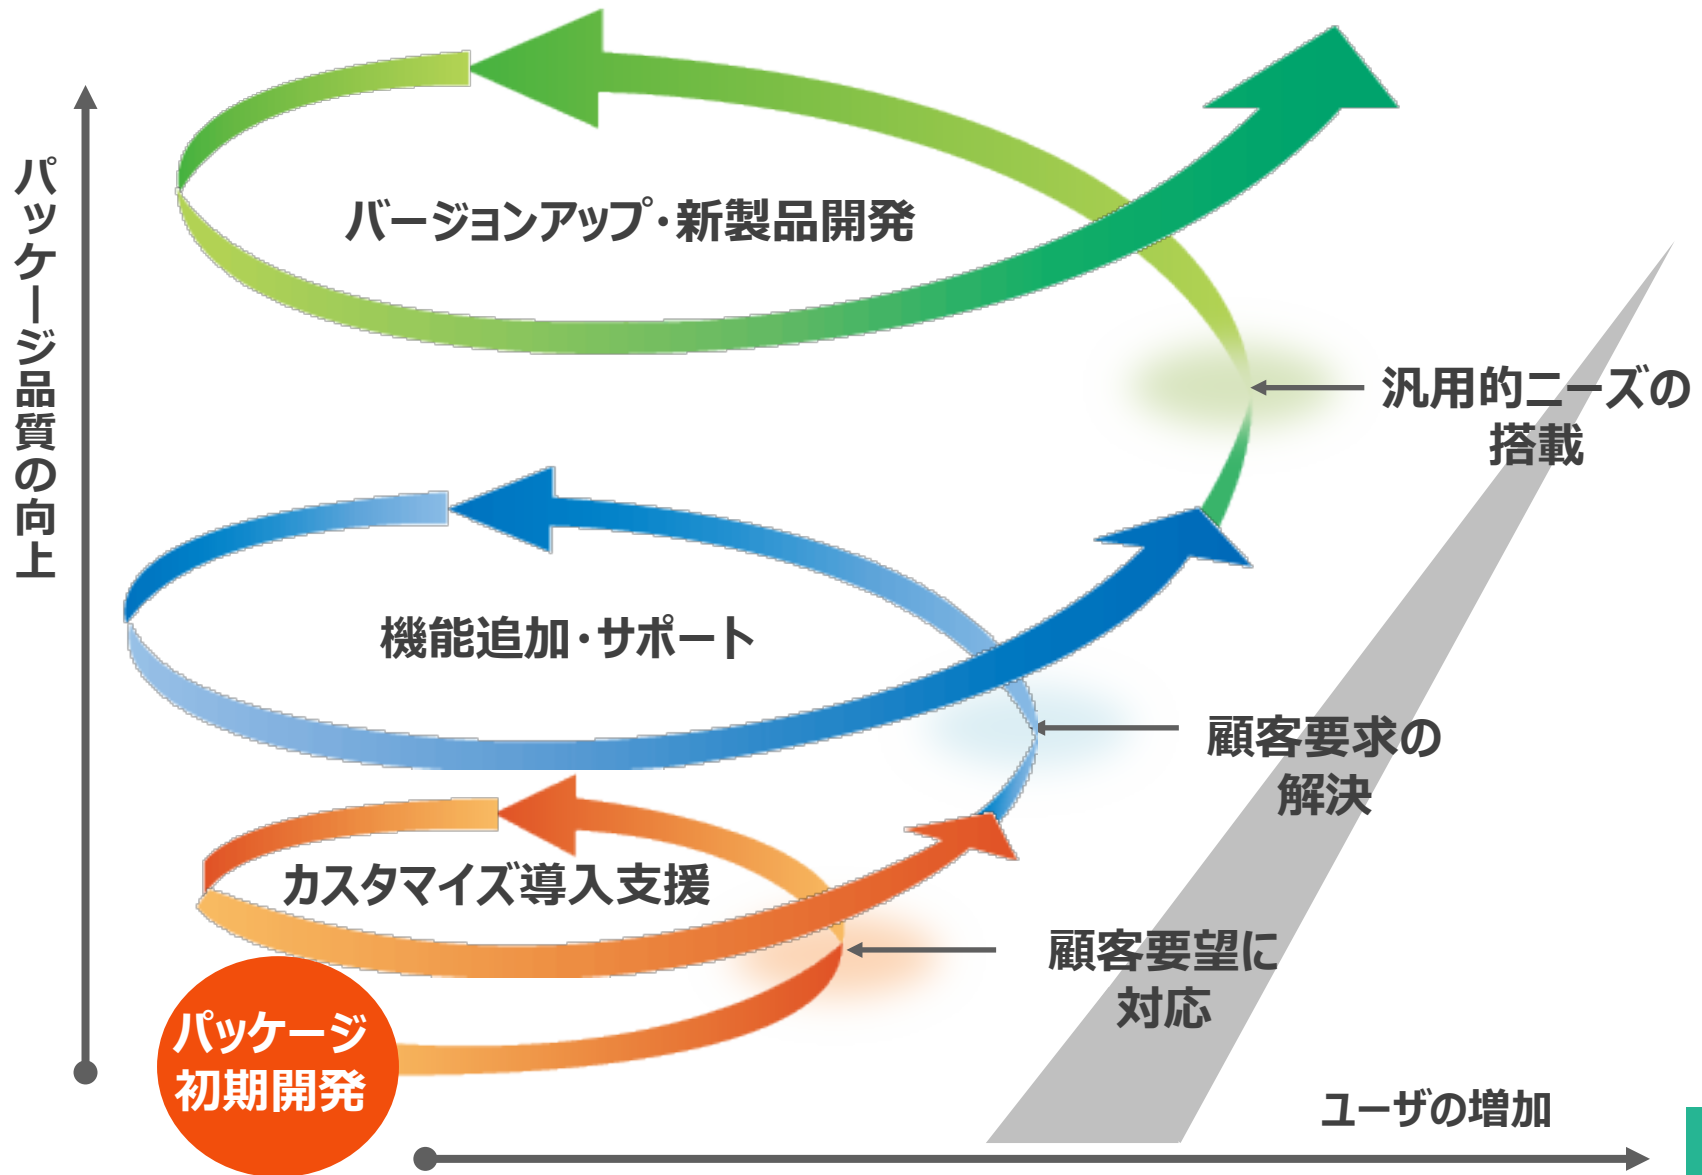 パッケージ品質の向上
バージョンアップ・新製品開発
汎用的ニーズの
搭載
機能追加・サポート
顧客要求の
解決
カスタマイズ導入支援
顧客要望に
対応
パッケージ
初期開発
ユーザの増加